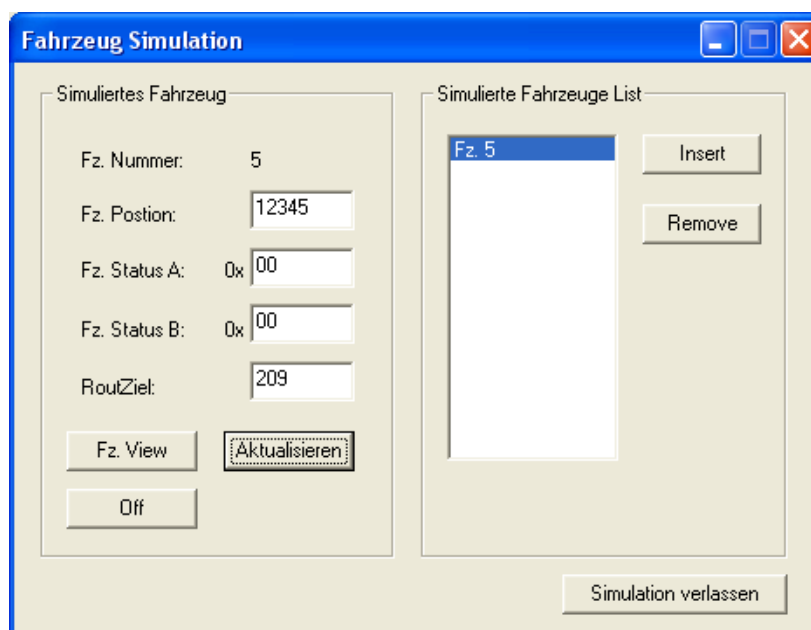 Fahrzeug Simulation
Simuliertes Fahrzeug
Fz. Nummer: 5
Fz. Postion: 12345
Fz. Status A: 0x 00
Fz. Status B: 0x 00
RoutZiel: 209
Fz. View Aktualisieren
Off
Simulierte Fahrzeuge List
Fz. 5
Insert
Remove
Simulation verlassen